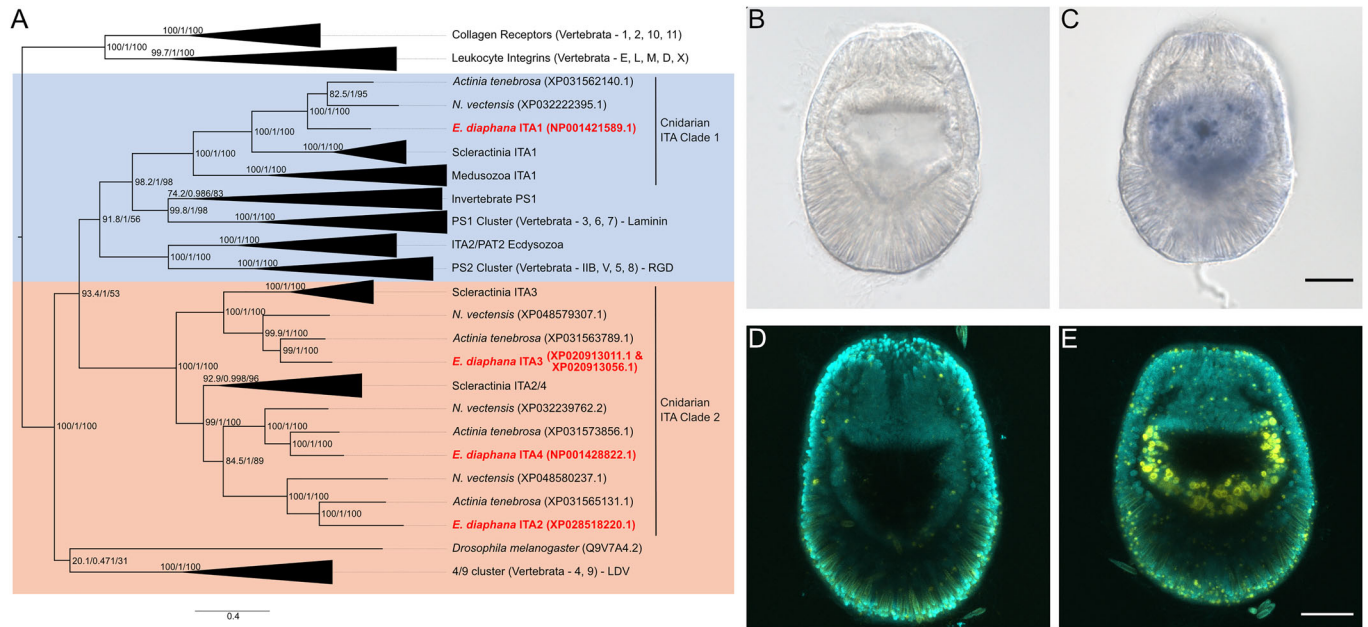 A
100/1/100
Collagen Receptors (Vertebrata - 1, 2, 10, 11)
100/1/100
99.7/1/100
Leukocyte Integrins (Vertebrata - E, L, M, D, X)
Actinia tenebrosa (XP031562140.1)
82.5/1/95
N. vectensis (XP032222395.1)
100/1/100
E. diaphana ITA1 (NP001421589.1)
Cnidarian
ITA Clade 1
100/1/100
Scleractinia ITA1
100/1/100
100/1/100
100/1/100
Medusozoa ITA1
98.2/1/98
74.2/0.986/83
Invertebrate PS1
99.8/1/98
100/1/100
PS1 Cluster (Vertebrata - 3, 6, 7) - Laminin
91.8/1/56
100/1/100
ITA2/PAT2 Ecdysozoa
100/1/100
100/1/100
PS2 Cluster (Vertebrata - IIB, V, 5, 8) - RGD
93.4/1/53
100/1/100
Scleractinia ITA3
100/1/100
N. vectensis (XP048579307.1)
99.9/1/100
Actinia tenebrosa (XP031563789.1)
99/1/100
E. diaphana ITA3 (XP020913011.1 &
XP020913056.1)
100/1/100
92.9/0.998/96
Scleractinia ITA2/4
Cnidarian
ITA Clade 2
N. vectensis (XP032239762.2)
99/1/100
100/1/100
Actinia tenebrosa (XP031573856.1)
100/1/100
100/1/100
E. diaphana ITA4 (NP001428822.1)
84.5/1/89
N. vectensis (XP048580237.1)
100/1/100
Actinia tenebrosa (XP031565131.1)
100/1/100
E. diaphana ITA2 (XP028518220.1)
Drosophila melanogaster (Q9V7A4.2)
20.1/0.471/31
100/1/100
4/9 cluster (Vertebrata - 4, 9) - LDV
0.4
B
C
D
E